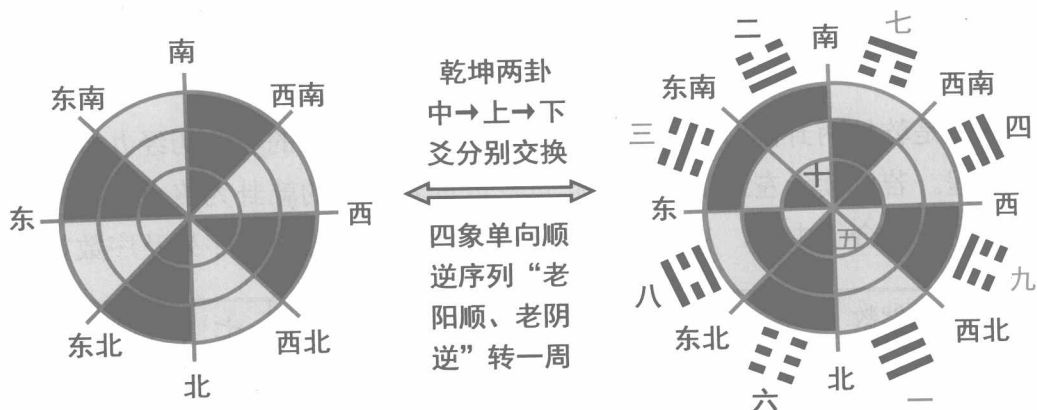 南
东南
西南
东
西
东北
西北
北
乾坤两卦
中→上→下
爻分别交换
四象单向顺
逆序列“老
阳顺、老阴
逆”转一周
二
南
七
东南
西南
三
四
十
东
西
五
八
九
东北
西北
六
北
一